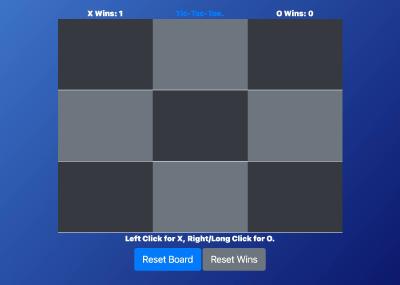 X Wins: 1 Tic-Tac-Toe. O Wins: 0
Left Click for X, Right/Long Click for O.
Reset Board Reset Wins